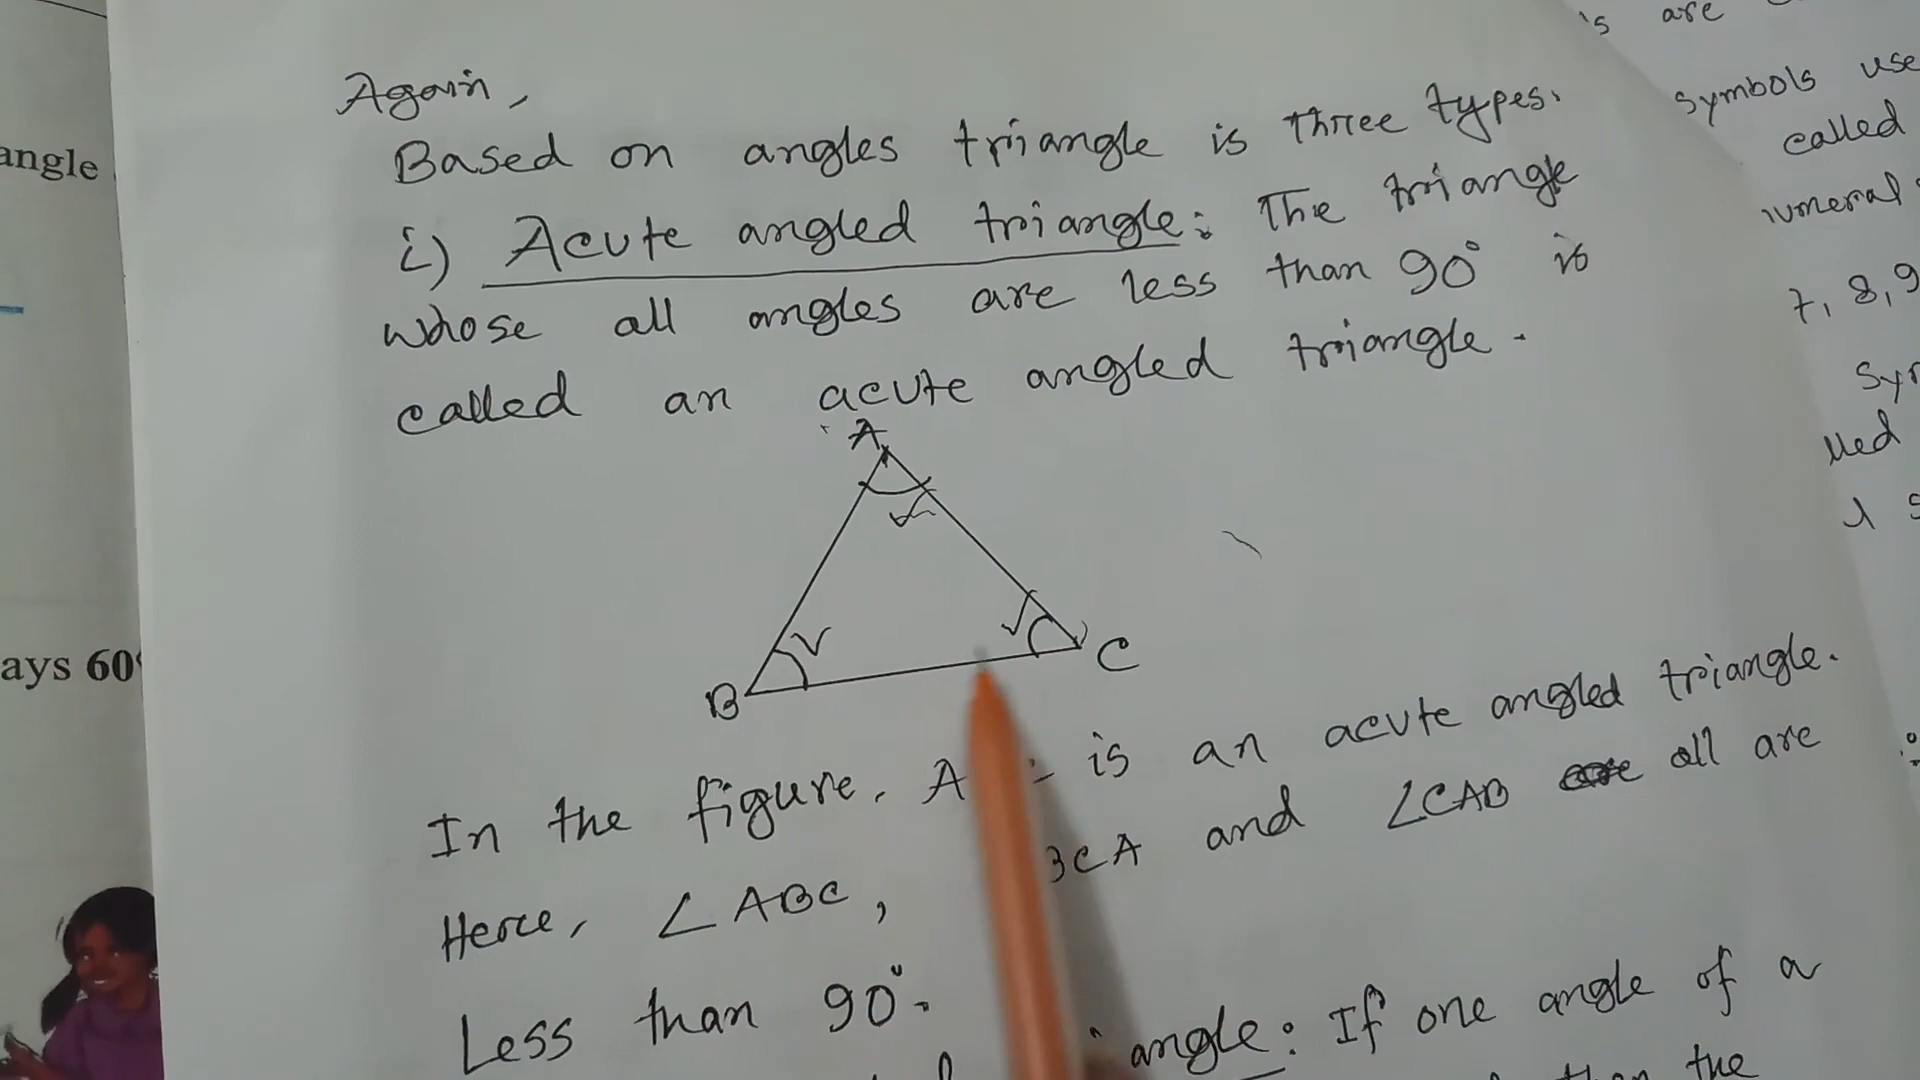 Again,
Based on angles triangle is three types.
i) Acute angled triangle: The triangle
whose all angles are less than 90° is
called an acute angled triangle.
A
B
C
In the figure, A is an acute angled triangle.
Here, ∠ABC, BCA and ∠CAB all are
Less than 90°.
angle: If one angle of a
the
angle
ays 60°
's are
symbols use
called
numeral
7, 8, 9